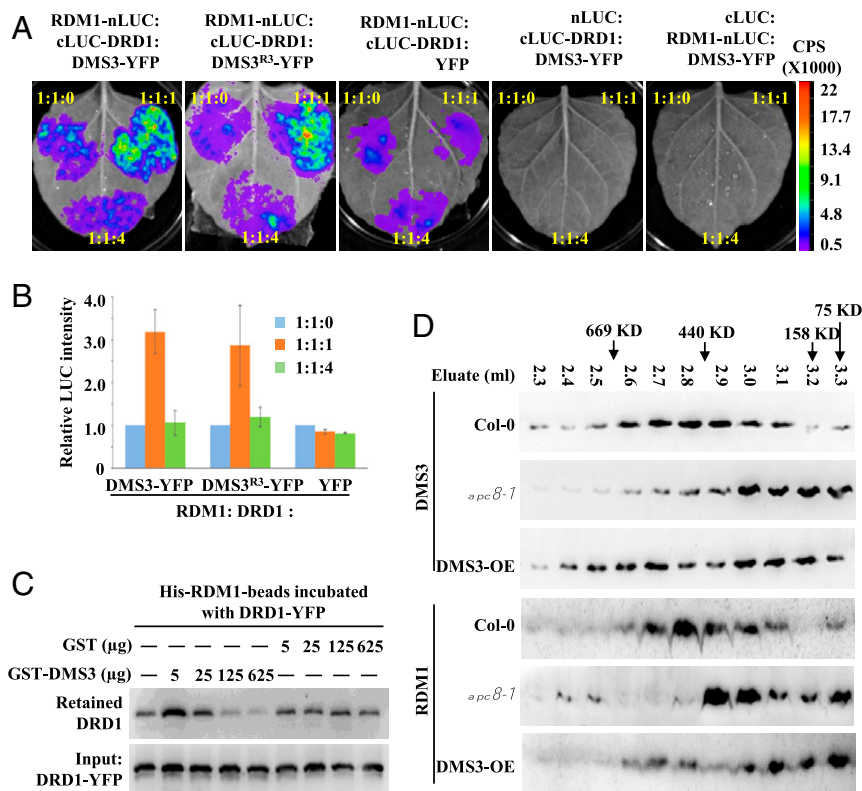 A
RDM1-nLUC:
cLUC-DRD1:
DMS3-YFP
RDM1-nLUC:
cLUC-DRD1:
DMS3R3-YFP
RDM1-nLUC:
cLUC-DRD1:
YFP
nLUC:
cLUC-DRD1:
DMS3-YFP
cLUC:
RDM1-nLUC:
DMS3-YFP
CPS
(X1000)
1:1:0 1:1:1
1:1:4
1:1:0 1:1:1
1:1:4
1:1:0 1:1:1
1:1:4
1:1:0 1:1:1
1:1:4
1:1:0 1:1:1
1:1:4
22
17.7
13.4
9.1
4.8
0.5
B
Relative LUC intensity
4.0
3.0
2.0
1.0
0
1:1:0
1:1:1
1:1:4
DMS3-YFP DMS3R3-YFP YFP
RDM1: DRD1 :
C
His-RDM1-beads incubated
with DRD1-YFP
GST (µg) — — — — — 5 25 125 625
GST-DMS3 (µg) — 5 25 125 625 — — — —
Retained
DRD1
Input:
DRD1-YFP
D
669 KD 440 KD 158 KD 75 KD
Eluate (ml) 2.3 2.4 2.5 2.6 2.7 2.8 2.9 3.0 3.1 3.2 3.3
DMS3
Col-0
apc8-1
DMS3-OE
RDM1
Col-0
apc8-1
DMS3-OE